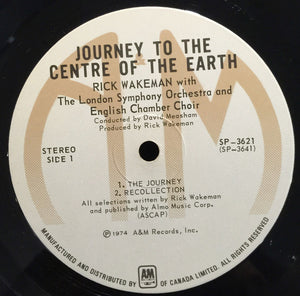 JOURNEY TO THE
CENTRE OF THE EARTH
RICK WAKEMAN with
The London Symphony Orchestra and
English Chamber Choir
Conducted by David Measham
Produced by Rick Wakeman
STEREO
SIDE 1
SP-3621
(SP-3641)
1. THE JOURNEY
2. RECOLLECTION
All selections written by Rick Wakeman
and published by Almo Music Corp.
(ASCAP)
℗ 1974 A&M Records, Inc.
MANUFACTURED AND DISTRIBUTED BY A&M RECORDS OF CANADA LIMITED. ALL RIGHTS RESERVED.